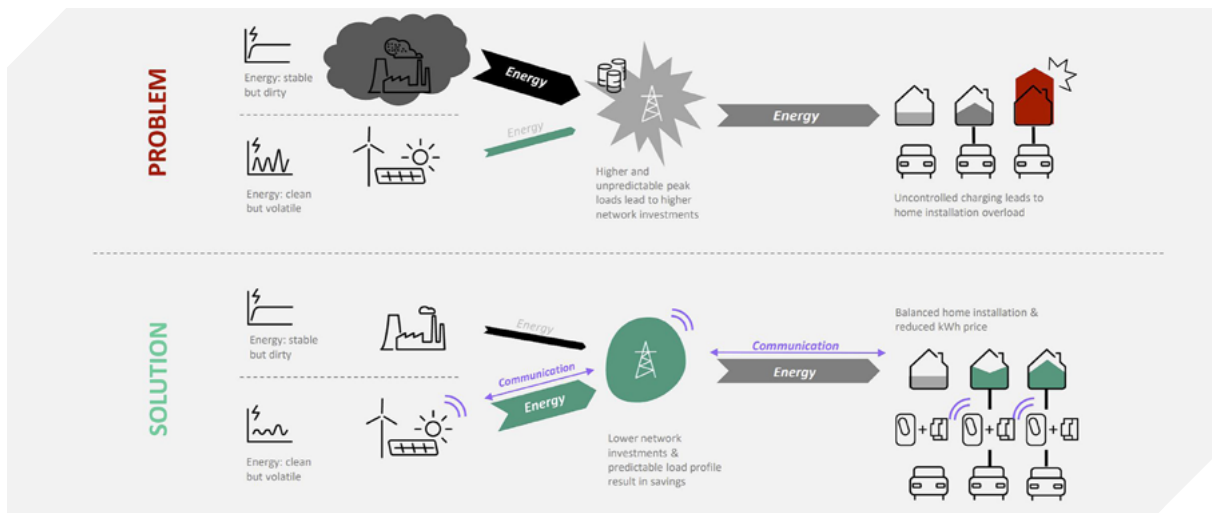 PROBLEM
Energy: stable
but dirty
Energy
Energy: clean
but volatile
Energy
Higher and
unpredictable peak
loads lead to higher
network investments
Energy
Uncontrolled charging leads to
home installation overload
SOLUTION
Energy: stable
but dirty
Energy
Communication
Energy
Energy: clean
but volatile
Lower network
investments &
predictable load profile
result in savings
Communication
Energy
Balanced home installation &
reduced kWh price
+
+
+